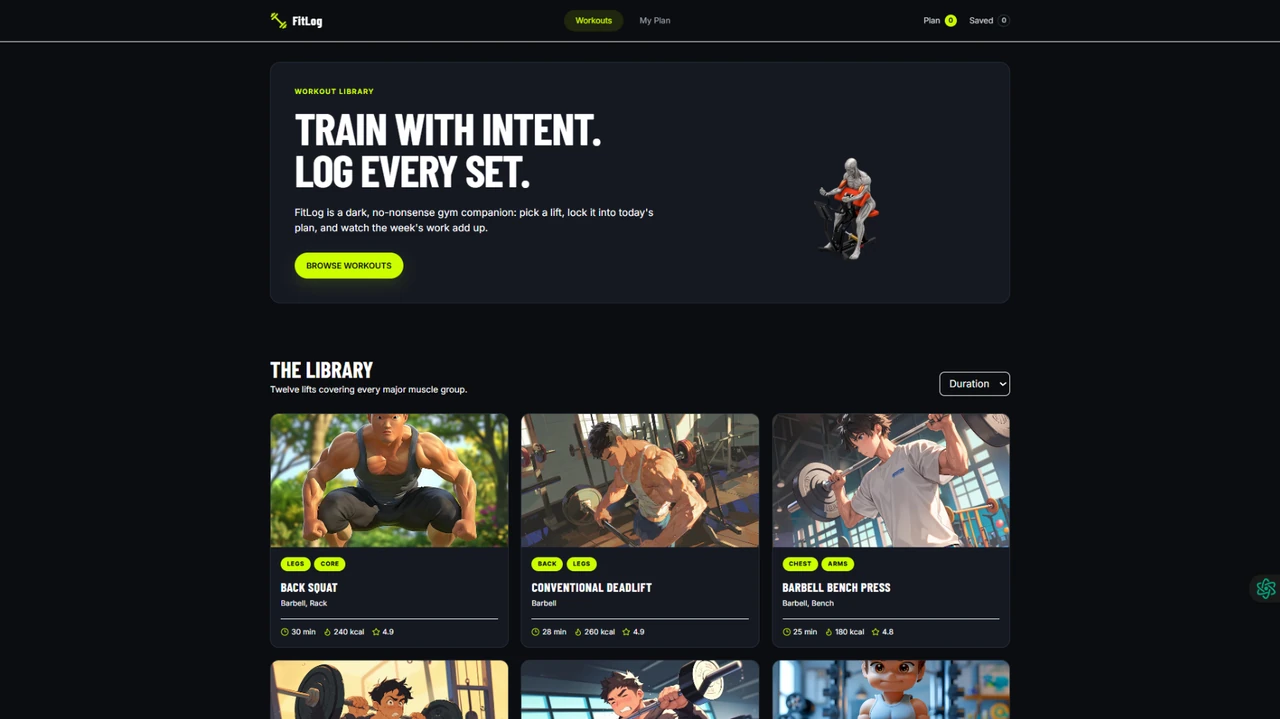 FitLog
Workouts
My Plan
Plan 0
Saved 0
WORKOUT LIBRARY
TRAIN WITH INTENT.
LOG EVERY SET.
FitLog is a dark, no-nonsense gym companion: pick a lift, lock it into today's
plan, and watch the week's work add up.
BROWSE WORKOUTS
THE LIBRARY
Twelve lifts covering every major muscle group.
Duration
LEGS CORE
BACK SQUAT
Barbell, Rack
30 min 240 kcal 4.9
BACK LEGS
CONVENTIONAL DEADLIFT
Barbell
28 min 260 kcal 4.9
CHEST ARMS
BARBELL BENCH PRESS
Barbell, Bench
25 min 180 kcal 4.8